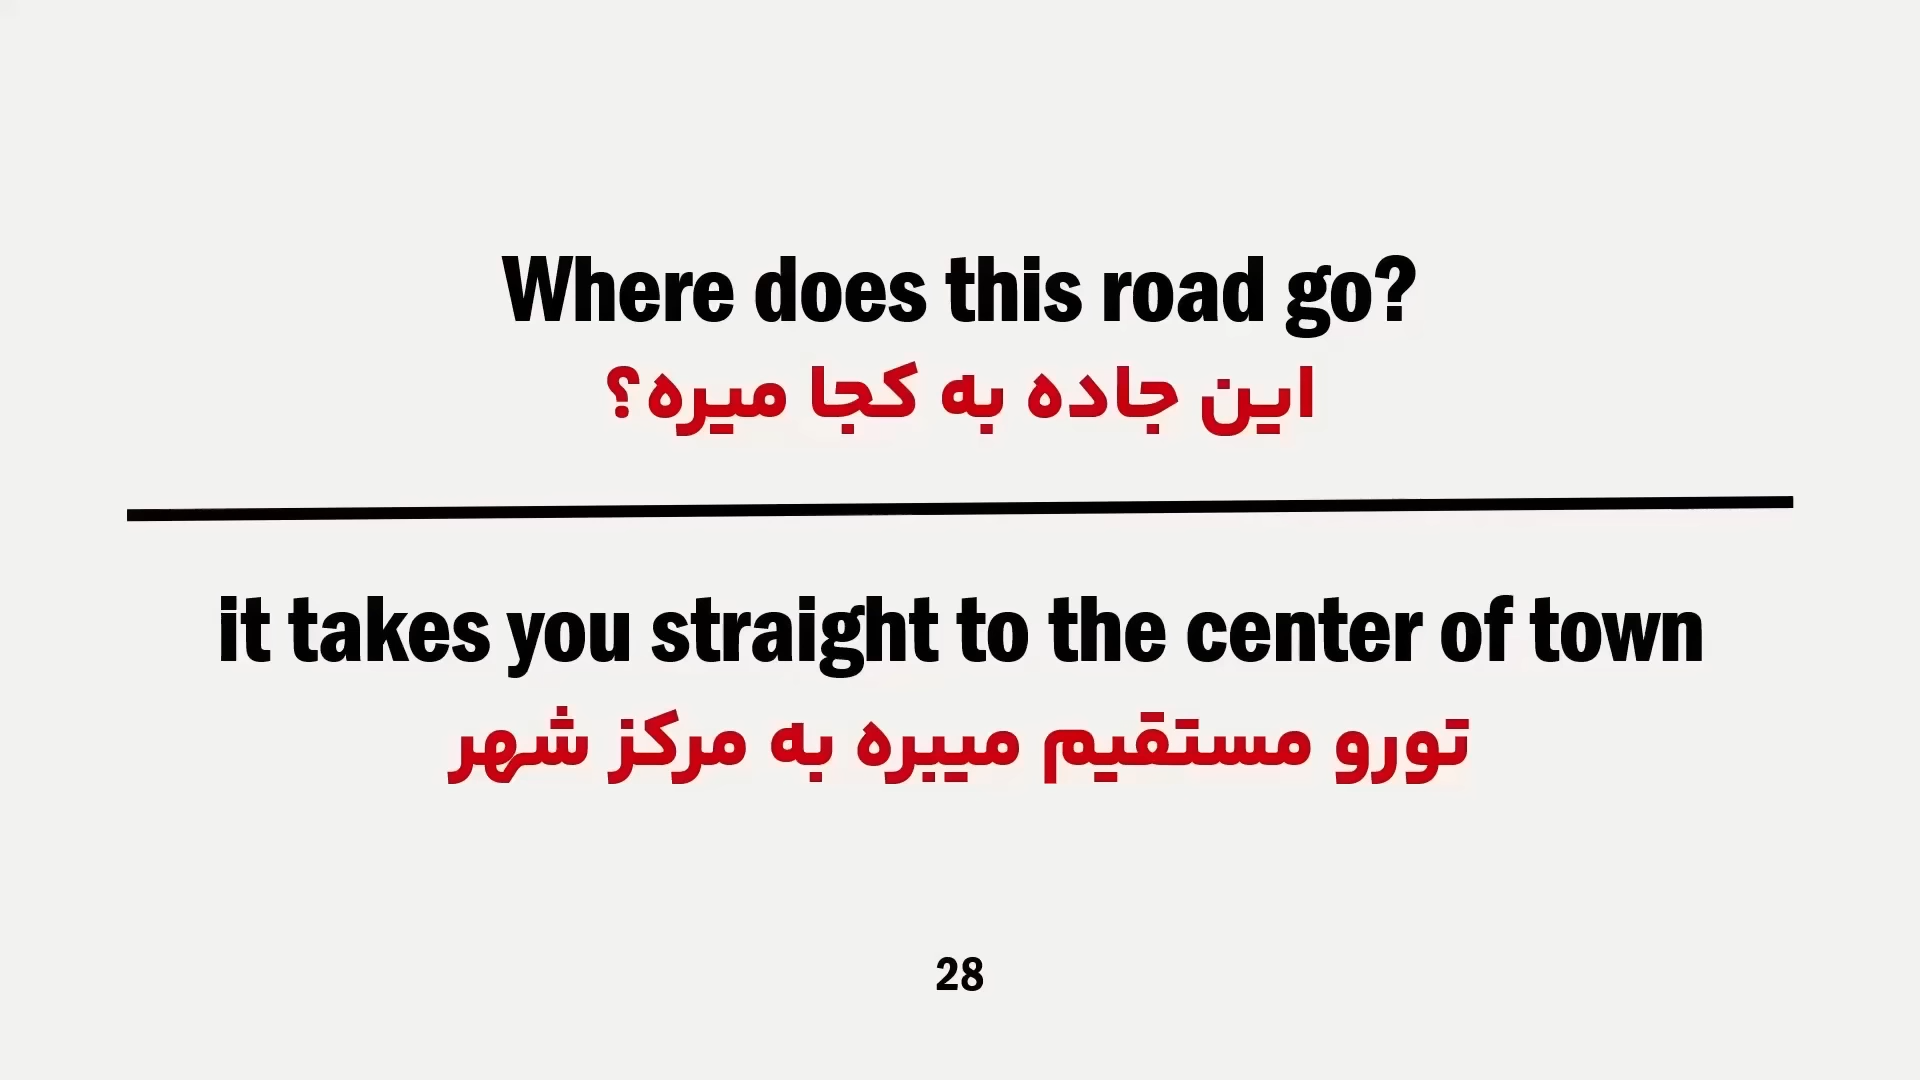 Where does this road go?
این جاده به کجا میره؟
it takes you straight to the center of town
تورو مستقیم میبره به مرکز شهر
28